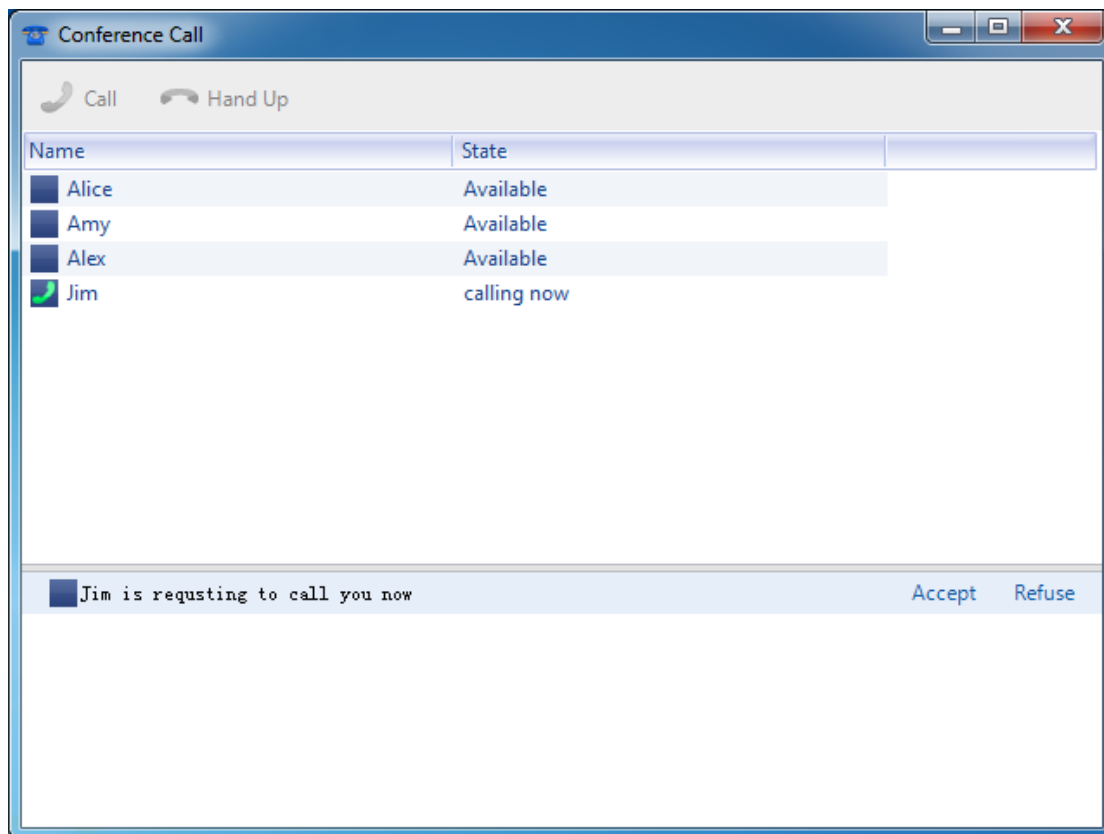 Conference Call
Call Hand Up
Name State
Alice Available
Amy Available
Alex Available
Jim calling now
Jim is requsting to call you now Accept Refuse